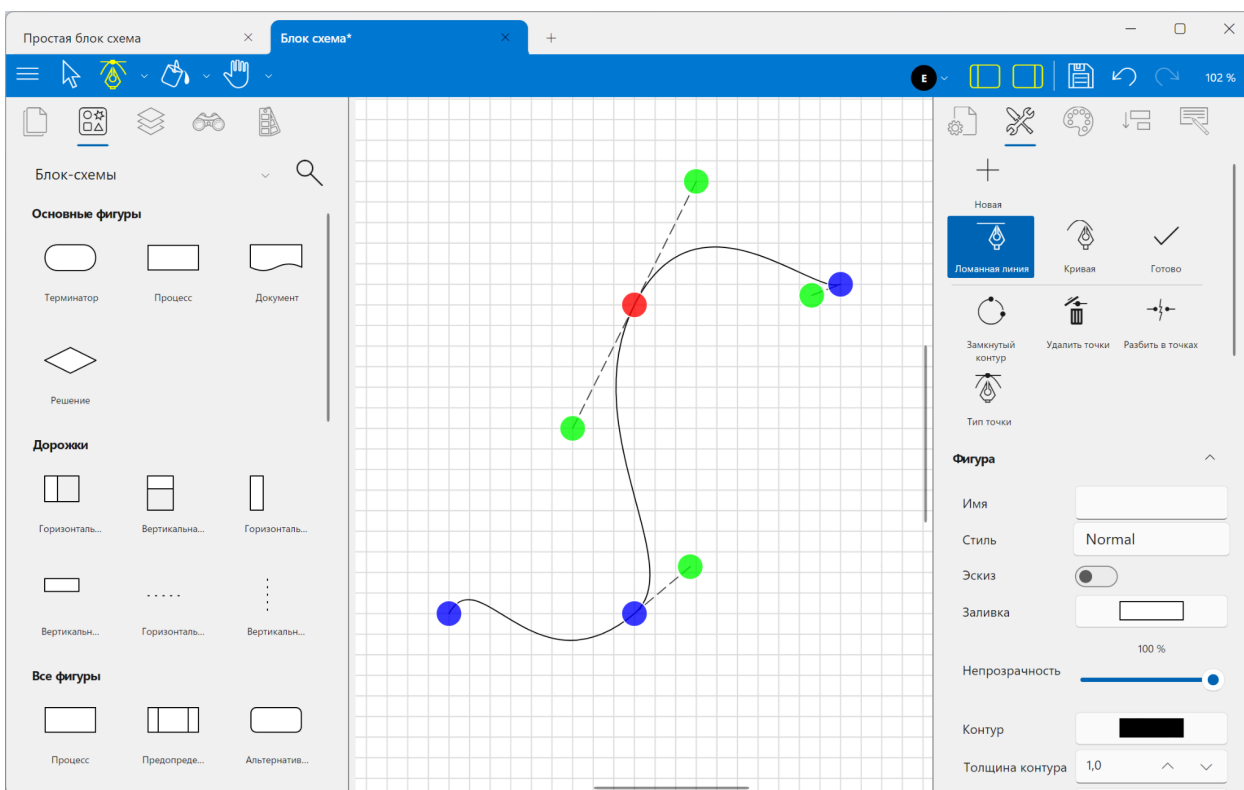 Простая блок схема
Блок схема*
E
102 %
Блок-схемы
Основные фигуры
Терминатор
Процесс
Документ
Решение
Дорожки
Горизонталь...
Вертикальна...
Горизонталь...
Вертикальн...
Горизонталь...
Вертикальн...
Все фигуры
Процесс
Предопреде...
Альтернатив...
Новая
Ломанная линия
Кривая
Готово
Замкнутый
контур
Удалить точки
Разбить в точках
Тип точки
Фигура
Имя
Стиль
Normal
Эскиз
Заливка
100 %
Непрозрачность
Контур
Толщина контура
1,0